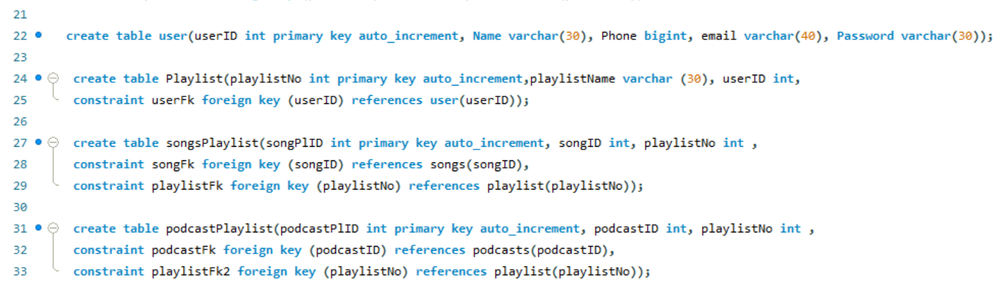 21
22 create table user(userID int primary key auto_increment, Name varchar(30), Phone bigint, email varchar(40), Password varchar(30));
23
24 create table Playlist(playlistNo int primary key auto_increment,playlistName varchar (30), userID int,
25 constraint userFk foreign key (userID) references user(userID));
26
27 create table songsPlaylist(songPlID int primary key auto_increment, songID int, playlistNo int ,
28 constraint songFk foreign key (songID) references songs(songID),
29 constraint playlistFk foreign key (playlistNo) references playlist(playlistNo));
30
31 create table podcastPlaylist(podcastPlID int primary key auto_increment, podcastID int, playlistNo int ,
32 constraint podcastFk foreign key (podcastID) references podcasts(podcastID),
33 constraint playlistFk2 foreign key (playlistNo) references playlist(playlistNo));